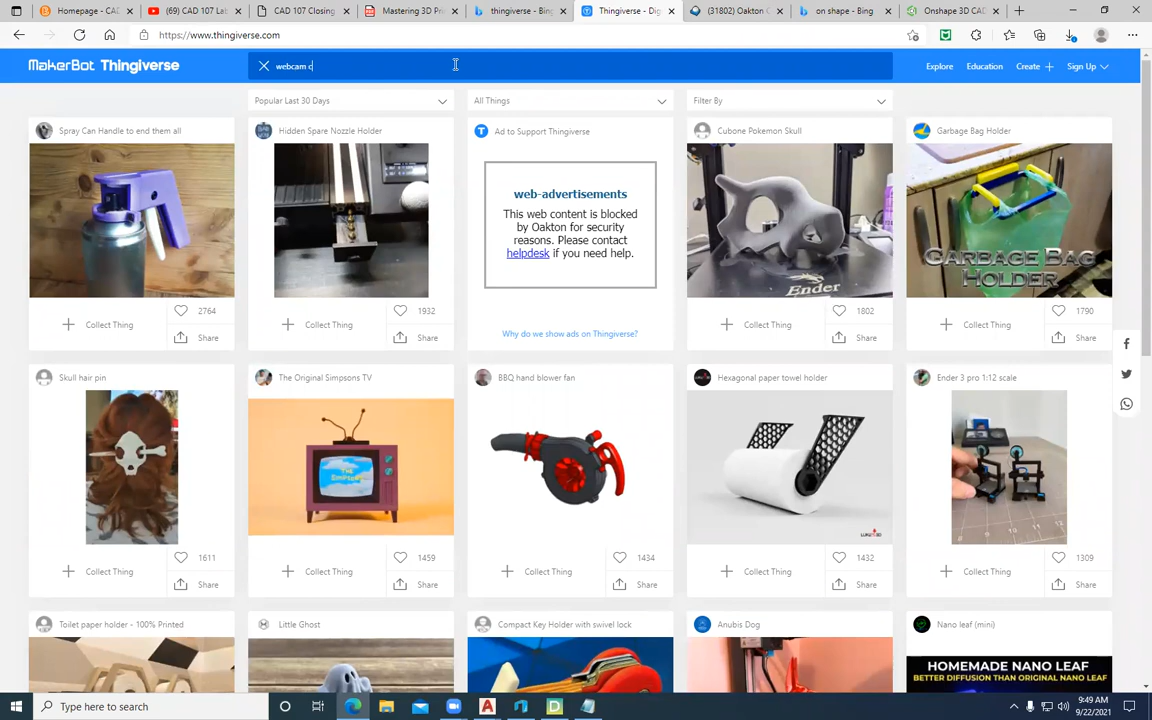 Homepage - CAD
(69) CAD 107 Lab
CAD 107 Closing
Mastering 3D Pri
thingiverse - Bing
Thingiverse - Dig
(31802) Oakton C
on shape - Bing
Onshape 3D CAD
https://www.thingiverse.com
MakerBot Thingiverse
webcam c
Explore
Education
Create
Sign Up
Popular Last 30 Days
All Things
Filter By
Spray Can Handle to end them all
Hidden Spare Nozzle Holder
Ad to Support Thingiverse
Cubone Pokemon Skull
Garbage Bag Holder
web-advertisements
This web content is blocked
by Oakton for security
reasons. Please contact
helpdesk if you need help.
Ender
GARBAGE BAG
HOLDER
2764
1932
1802
1790
Collect Thing
Collect Thing
Collect Thing
Collect Thing
Share
Share
Why do we show ads on Thingiverse?
Share
Share
Skull hair pin
The Original Simpsons TV
BBQ hand blower fan
Hexagonal paper towel holder
Ender 3 pro 1:12 scale
THE
SIMPSONS
1611
1459
1434
1432
1309
Collect Thing
Collect Thing
Collect Thing
Collect Thing
Collect Thing
Share
Share
Share
Share
Share
Toilet paper holder - 100% Printed
Little Ghost
Compact Key Holder with swivel lock
Anubis Dog
Nano leaf (mini)
HOMEMADE NANO LEAF
BETTER DIFFUSION THAN ORIGINAL NANO LEAF
Type here to search
9:49 AM
9/22/2021